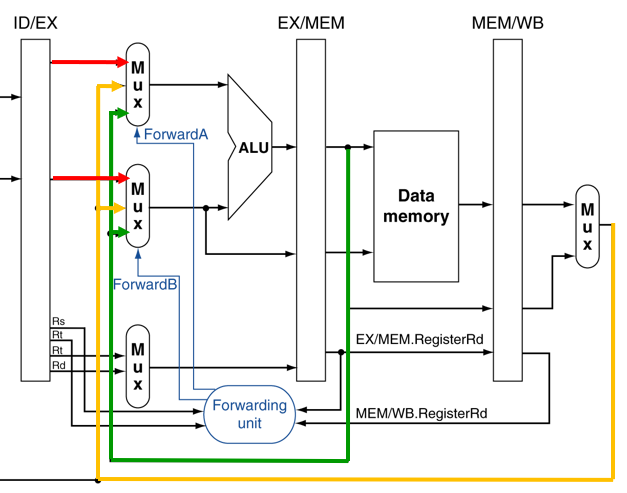 ID/EX
EX/MEM
MEM/WB
M
u
x
ForwardA
ALU
M
u
x
Data
memory
M
u
x
ForwardB
Rs
Rt
Rt
Rd
M
u
x
EX/MEM.RegisterRd
Forwarding
unit
MEM/WB.RegisterRd